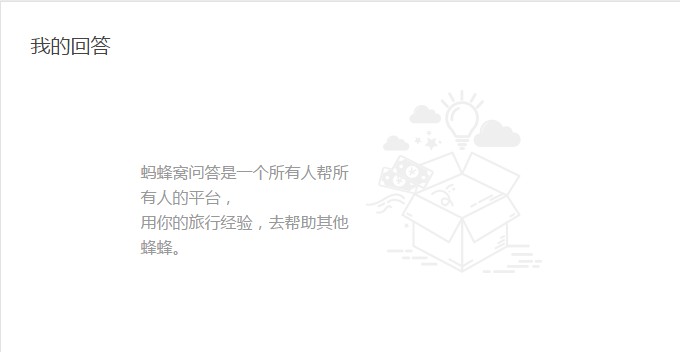 我的回答
蚂蜂窝问答是一个所有人帮所
有人的平台，
用你的旅行经验，去帮助其他
蜂蜂。